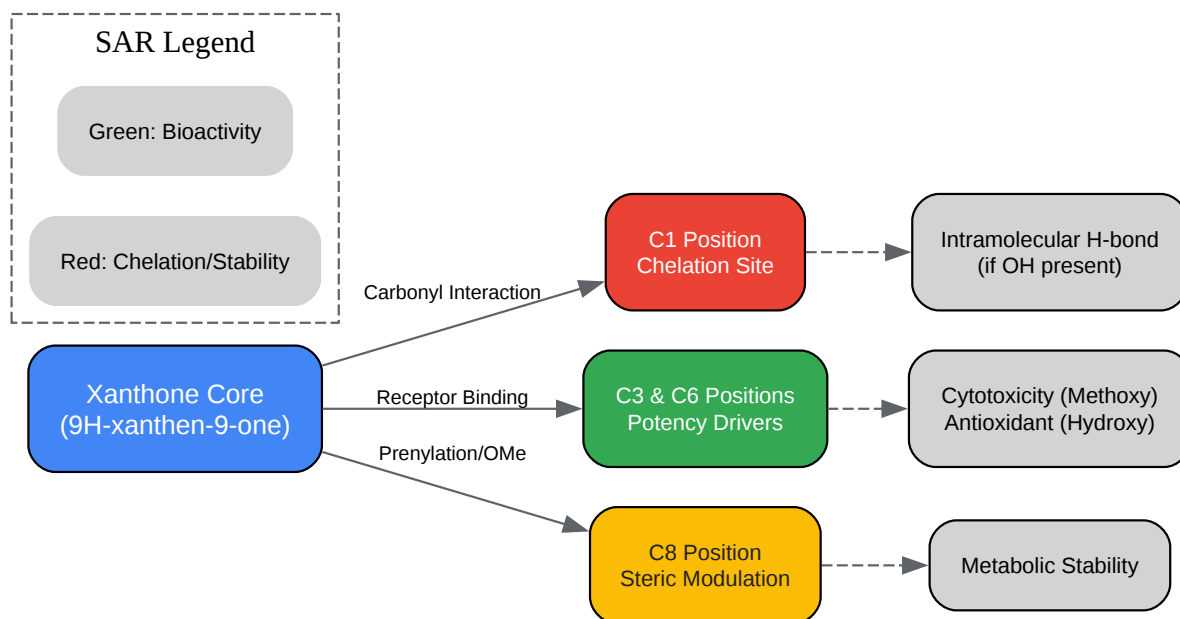 SAR Legend
Green: Bioactivity
Red: Chelation/Stability
Xanthone Core
(9H-xanthen-9-one)
Carbonyl Interaction
Receptor Binding
Prenylation/OMe
C1 Position
Chelation Site
Intramolecular H-bond
(if OH present)
C3 & C6 Positions
Potency Drivers
Cytotoxicity (Methoxy)
Antioxidant (Hydroxy)
C8 Position
Steric Modulation
Metabolic Stability